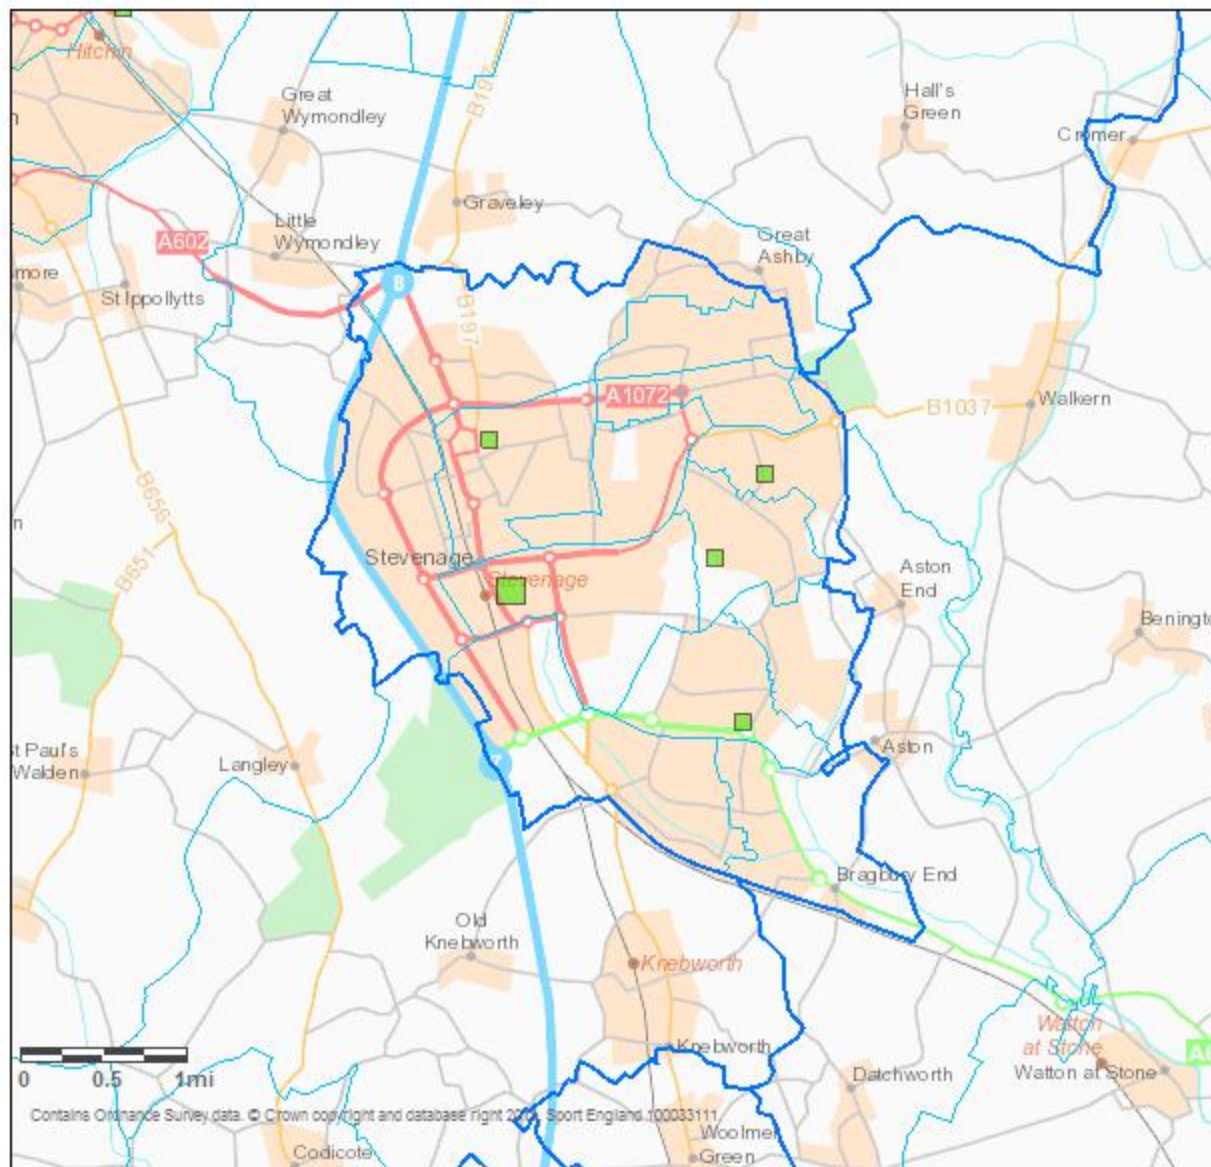 Hitchin
B197
Great
Wymondley
Hall's
Green
Cromer
Graveley
A602
Little
Wymondley
Great
Ashby
more
St Ippollytts
8
B197
A1072
B1037
Walkern
B656
B651
n
Stevenage
Stevenage
Aston
End
Bening
t Paul's
Walden
Langley
7
Aston
Bragbury End
Old
Knebworth
Knebworth
Watton
at Stone
Knebworth
Datchworth
Watton at Stone
0 0.5 1mi
Contains Ordnance Survey data. © Crown copyright and database right Sport England 100033111.
Woolmer
Green
Codicote